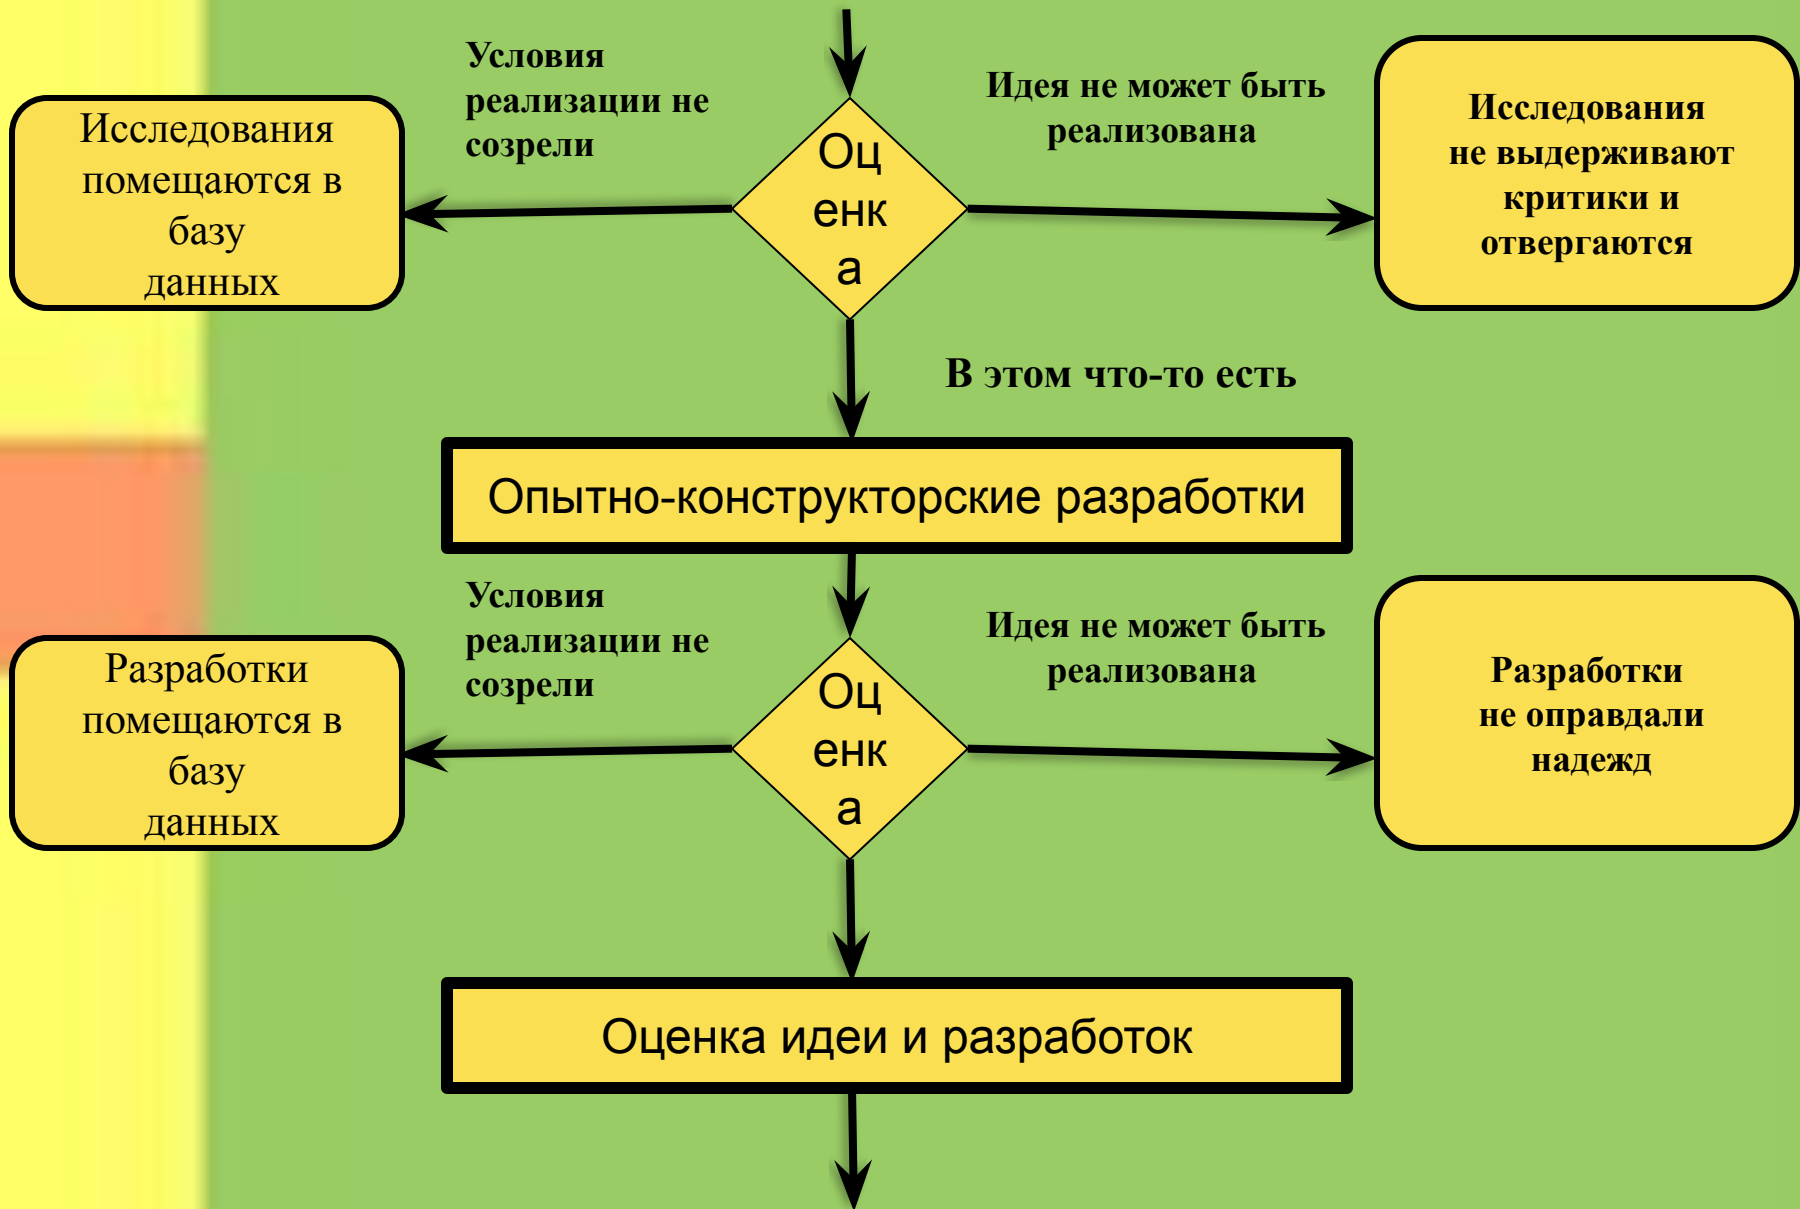 Условия
реализации не
созрели
Идея не может быть
реализована
Исследования
помещаются в
базу
данных
Оц
енк
а
Исследования
не выдерживают
критики и
отвергаются
В этом что-то есть
Опытно-конструкторские разработки
Условия
реализации не
созрели
Идея не может быть
реализована
Разработки
помещаются в
базу
данных
Оц
енк
а
Разработки
не оправдали
надежд
Оценка идеи и разработок